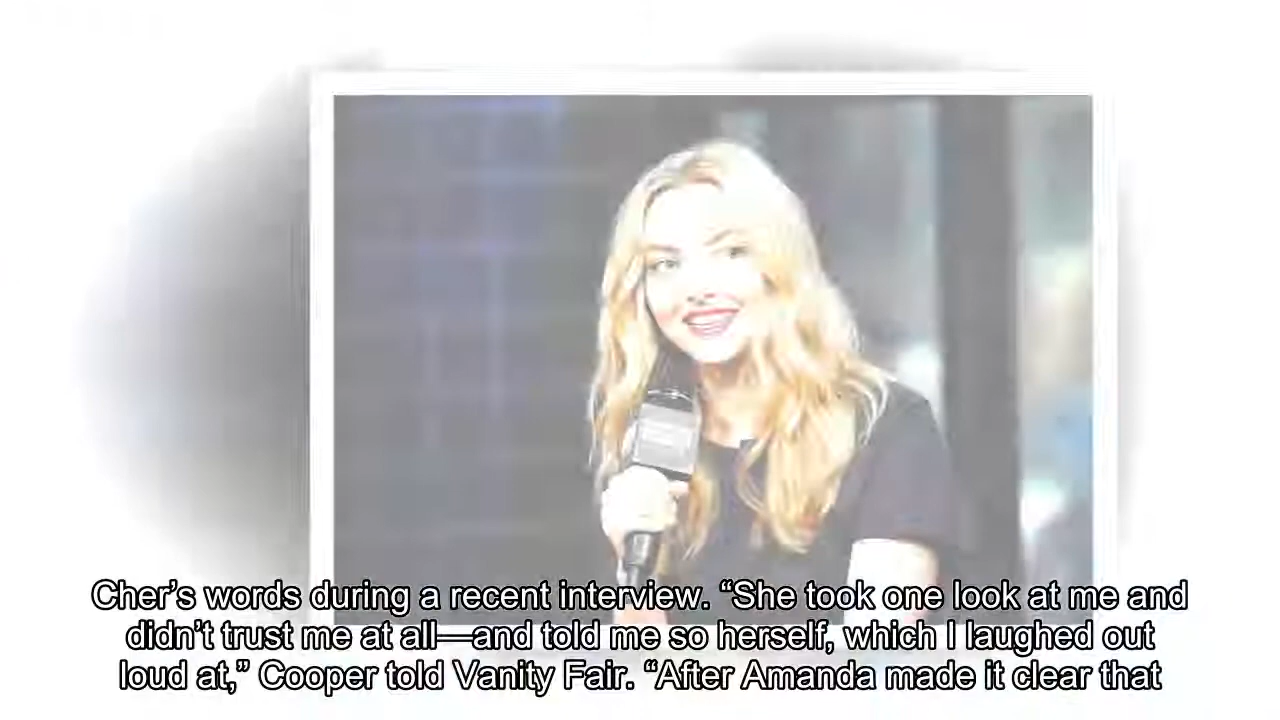 Cher’s words during a recent interview. “She took one look at me and
didn’t trust me at all—and told me so herself, which I laughed out
loud at,” Cooper told Vanity Fair. “After Amanda made it clear that